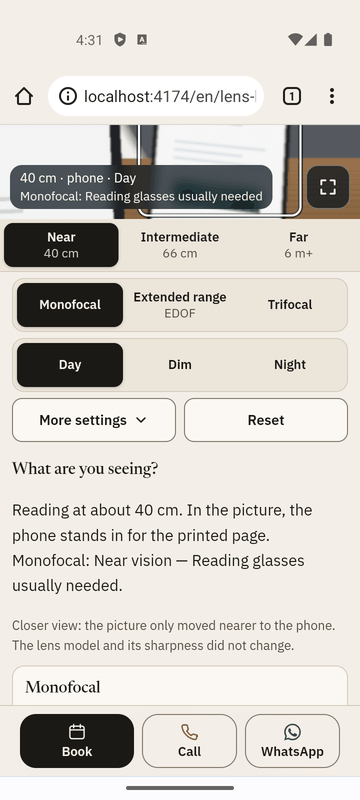 4:31
localhost:4174/en/lens-
1
40 cm · phone · Day
Monofocal: Reading glasses usually needed
Near
40 cm
Intermediate
66 cm
Far
6 m+
Monofocal
Extended range
EDOF
Trifocal
Day
Dim
Night
More settings
Reset
What are you seeing?
Reading at about 40 cm. In the picture, the
phone stands in for the printed page.
Monofocal: Near vision — Reading glasses
usually needed.
Closer view: the picture only moved nearer to the phone.
The lens model and its sharpness did not change.
Monofocal
Book
Call
WhatsApp